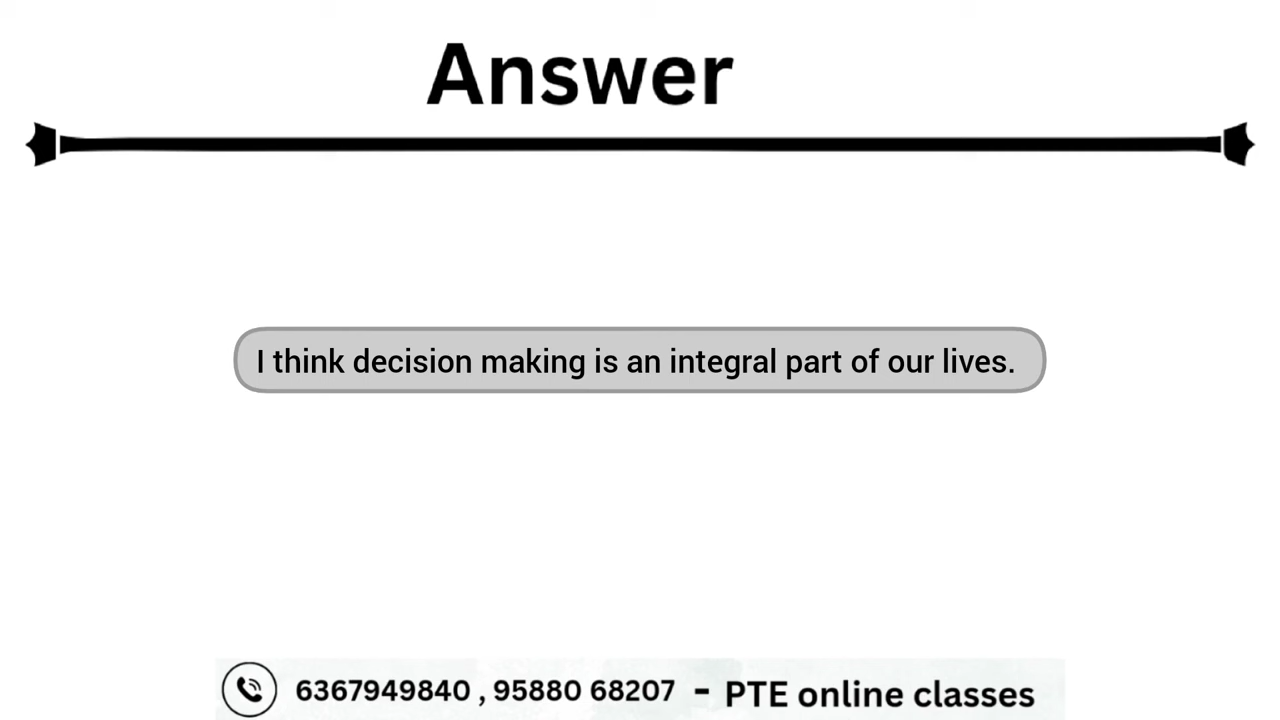 Answer
I think decision making is an integral part of our lives.
6367949840 , 95880 68207 - PTE online classes